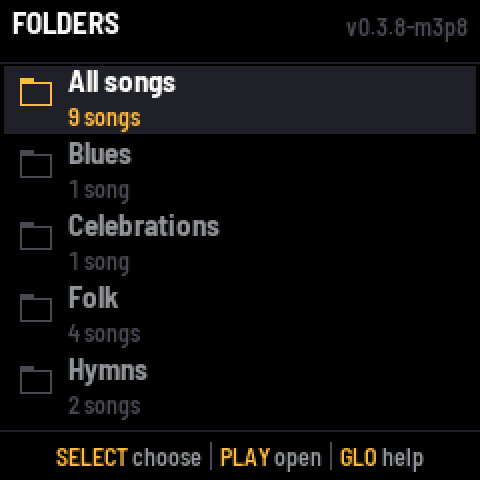 FOLDERS v0.3.8-m3p8
All songs
9 songs
Blues
1 song
Celebrations
1 song
Folk
4 songs
Hymns
2 songs
SELECT choose | PLAY open | GLO help